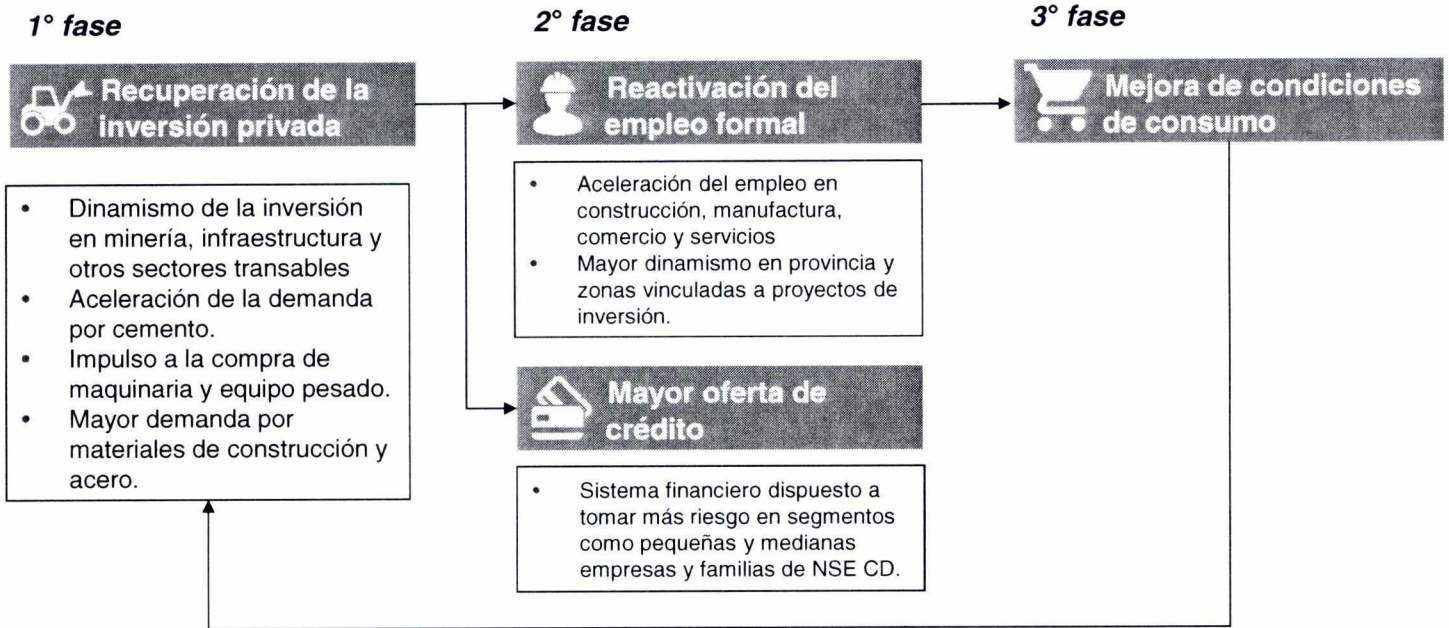 1° fase
Recuperación de la
inversión privada
• Dinamismo de la inversión
en minería, infraestructura y
otros sectores transables
• Aceleración de la demanda
por cemento.
• Impulso a la compra de
maquinaria y equipo pesado.
• Mayor demanda por
materiales de construcción y
acero.
2° fase
Reactivación del
empleo formal
• Aceleración del empleo en
construcción, manufactura,
comercio y servicios
• Mayor dinamismo en provincia y
zonas vinculadas a proyectos de
inversión.
Mayor oferta de
crédito
• Sistema financiero dispuesto a
tomar más riesgo en segmentos
como pequeñas y medianas
empresas y familias de NSE CD.
3° fase
Mejora de condiciones
de consumo